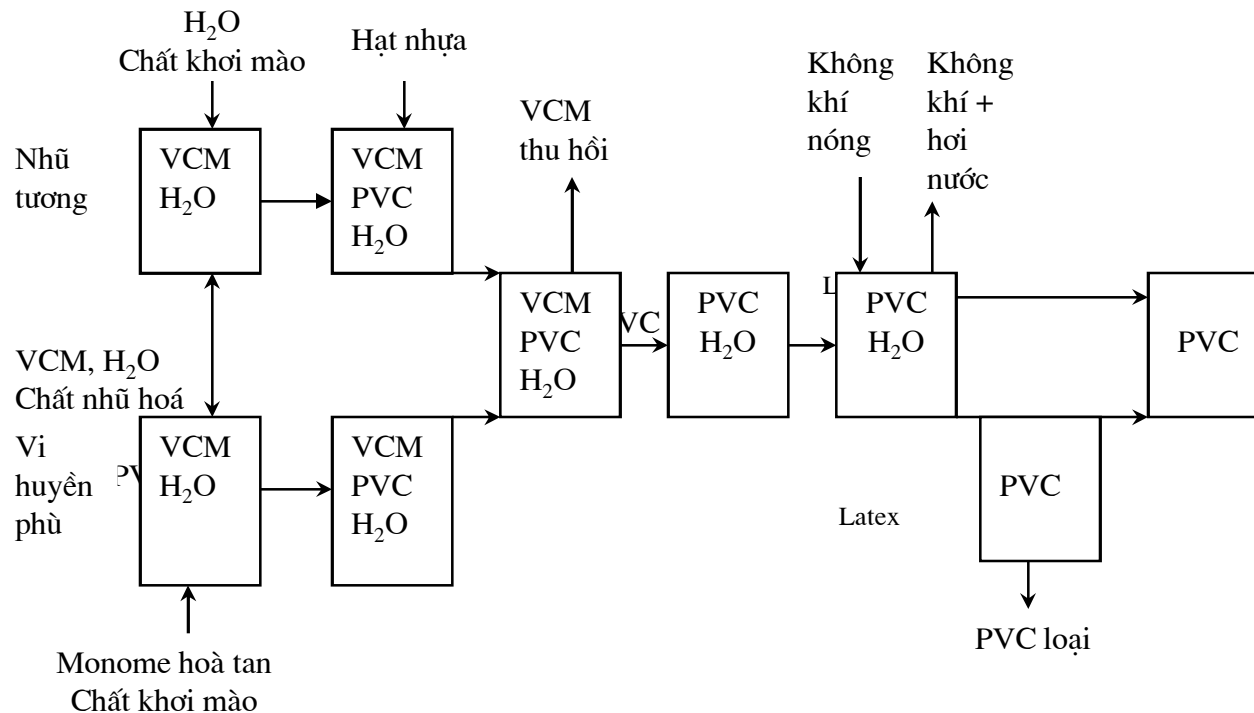 H₂O
Chất khơi mào
Hạt nhựa
Không
khí
nóng
Không
khí +
hơi
nước
VCM
thu hồi
Nhũ
tương
VCM
H₂O
VCM
PVC
H₂O
VCM
PVC
H₂O
VC
PVC
H₂O
PVC
H₂O
PVC
VCM, H₂O
Chất nhũ hoá
Vi
huyền
phù
VCM
H₂O
VCM
PVC
H₂O
Latex
PVC
PVC loại
Monome hoà tan
Chất khơi mào